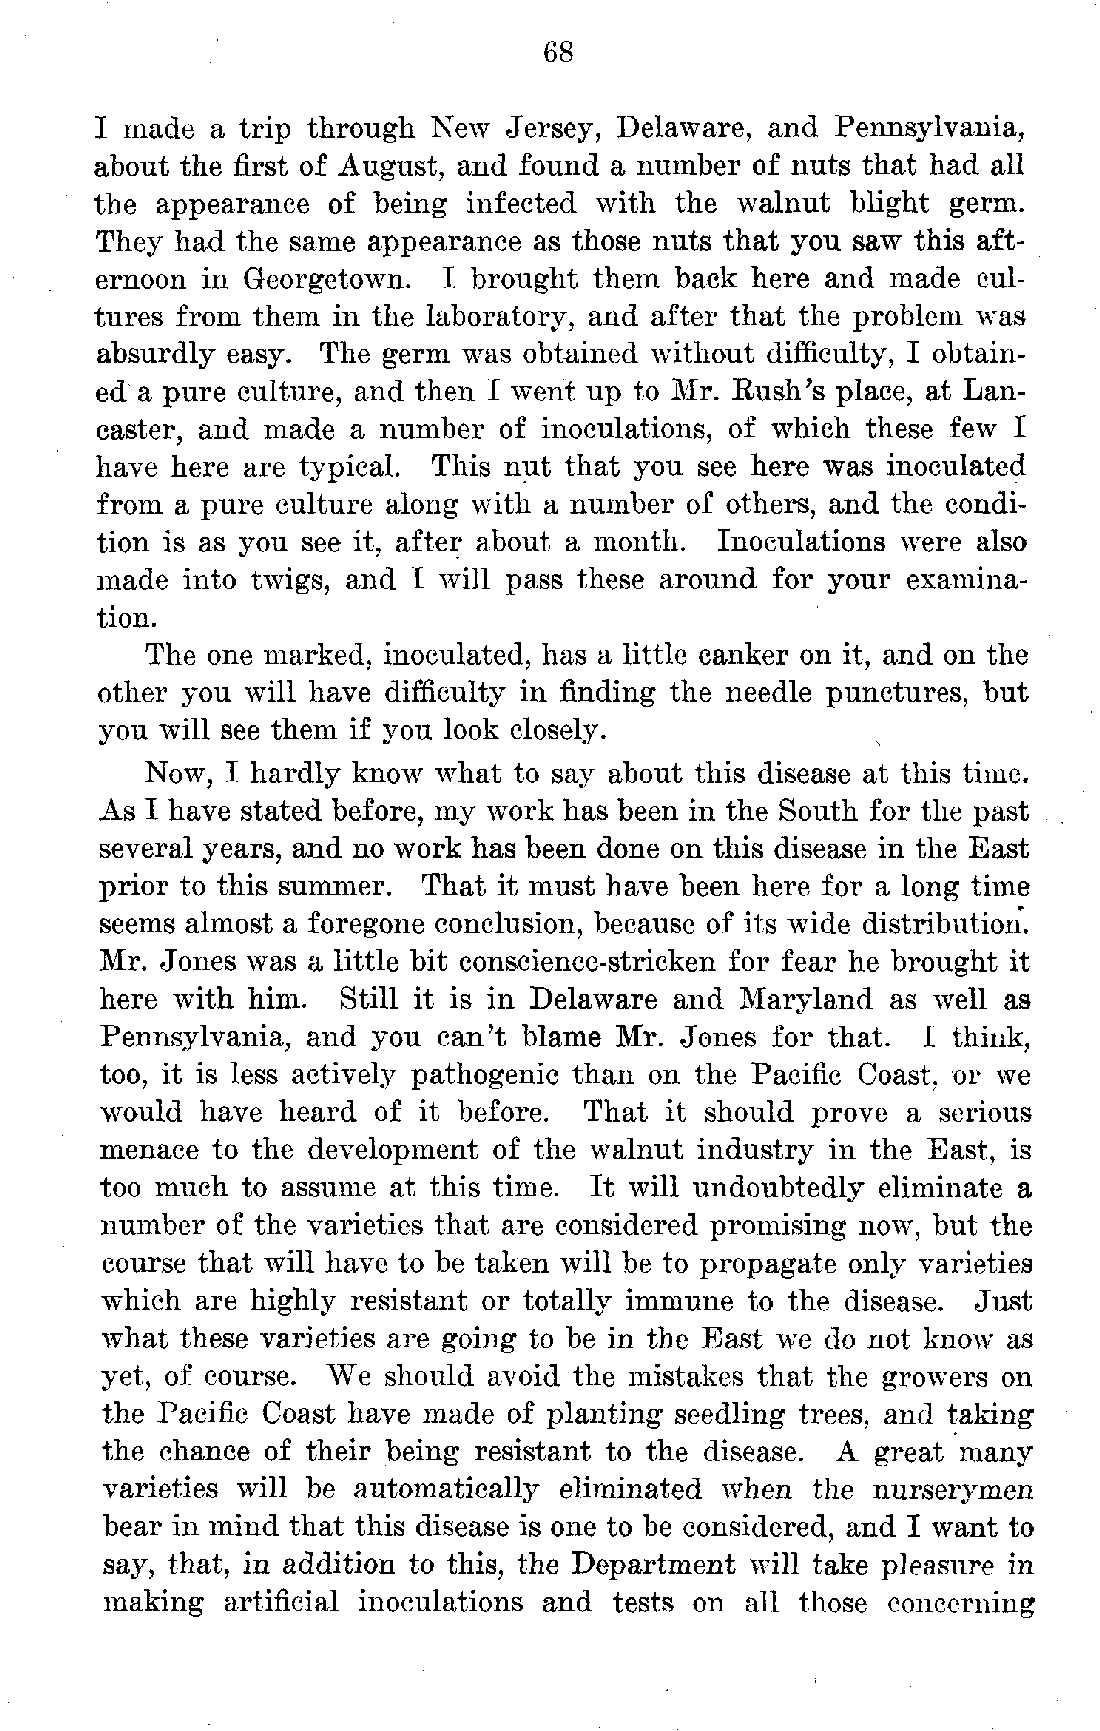 68
I made a trip through New Jersey, Delaware, and Pennsylvania,
about the first of August, and found a number of nuts that had all
the appearance of being infected with the walnut blight germ.
They had the same appearance as those nuts that you saw this aft-
ernoon in Georgetown. I brought them back here and made cul-
tures from them in the laboratory, and after that the problem was
absurdly easy. The germ was obtained without difficulty, I obtain-
ed a pure culture, and then I went up to Mr. Rush's place, at Lan-
caster, and made a number of inoculations, of which these few I
have here are typical. This nut that you see here was inoculated
from a pure culture along with a number of others, and the condi-
tion is as you see it, after about a month. Inoculations were also
made into twigs, and I will pass these around for your examina-
tion.
The one marked, inoculated, has a little canker on it, and on the
other you will have difficulty in finding the needle punctures, but
you will see them if you look closely.
Now, I hardly know what to say about this disease at this time.
As I have stated before, my work has been in the South for the past
several years, and no work has been done on this disease in the East
prior to this summer. That it must have been here for a long time
seems almost a foregone conclusion, because of its wide distribution.
Mr. Jones was a little bit conscience-stricken for fear he brought it
here with him. Still it is in Delaware and Maryland as well as
Pennsylvania, and you can't blame Mr. Jones for that. I think,
too, it is less actively pathogenic than on the Pacific Coast, or we
would have heard of it before. That it should prove a serious
menace to the development of the walnut industry in the East, is
too much to assume at this time. It will undoubtedly eliminate a
number of the varieties that are considered promising now, but the
course that will have to be taken will be to propagate only varieties
which are highly resistant or totally immune to the disease. Just
what these varieties are going to be in the East we do not know as
yet, of course. We should avoid the mistakes that the growers on
the Pacific Coast have made of planting seedling trees, and taking
the chance of their being resistant to the disease. A great many
varieties will be automatically eliminated when the nurserymen
bear in mind that this disease is one to be considered, and I want to
say, that, in addition to this, the Department will take pleasure in
making artificial inoculations and tests on all those concerning